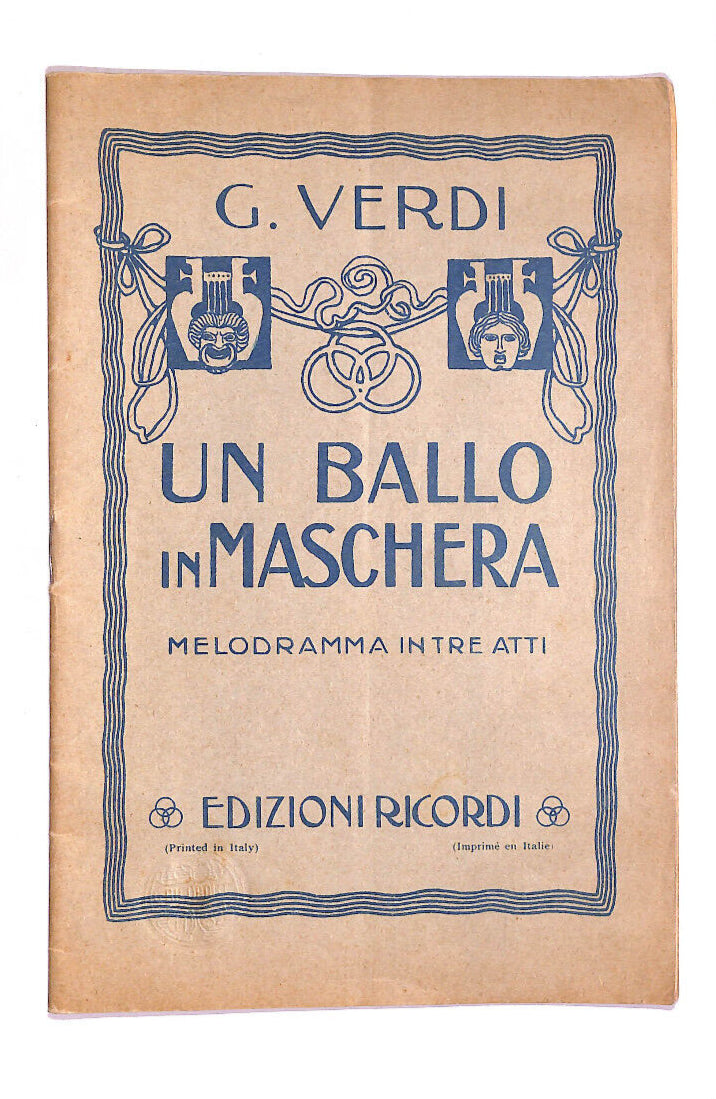 G. VERDI
UN BALLO
IN MASCHERA
MELODRAMMA IN TRE ATTI
EDIZIONI RICORDI
(Printed in Italy) (Imprimé en Italie)